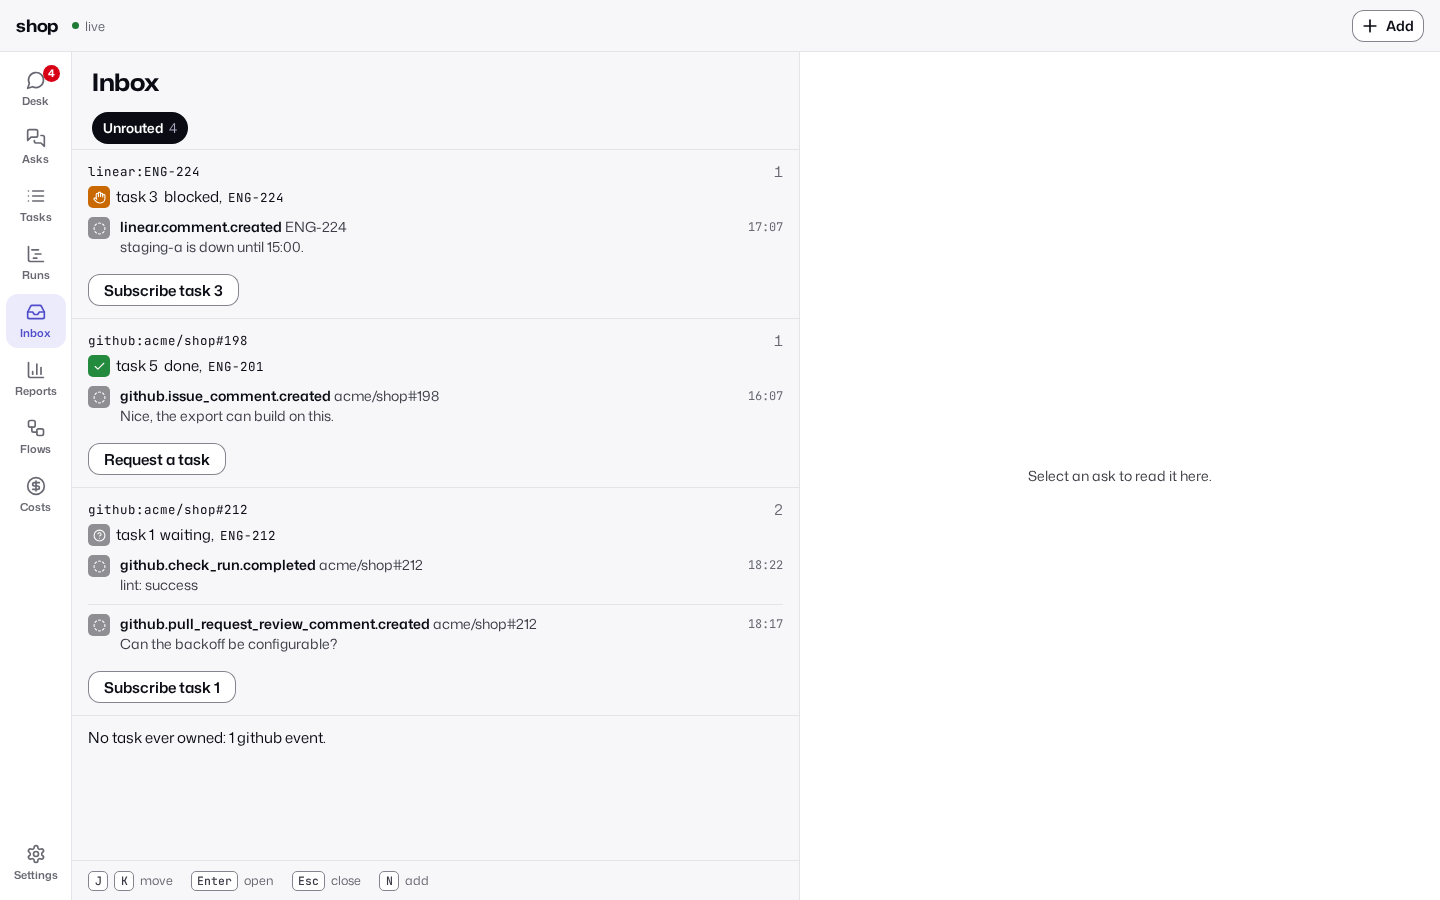 shop
live
Add
4
Desk
Asks
Tasks
Runs
Inbox
Reports
Flows
Costs
Settings
Inbox
Unrouted 4
linear:ENG-224 1
task 3 blocked, ENG-224
linear.comment.created ENG-224 17:07
staging-a is down until 15:00.
Subscribe task 3
github:acme/shop#198 1
task 5 done, ENG-201
github.issue_comment.created acme/shop#198 16:07
Nice, the export can build on this.
Request a task
github:acme/shop#212 2
task 1 waiting, ENG-212
github.check_run.completed acme/shop#212 18:22
lint: success
github.pull_request_review_comment.created acme/shop#212 18:17
Can the backoff be configurable?
Subscribe task 1
No task ever owned: 1 github event.
J K move Enter open Esc close N add
Select an ask to read it here.